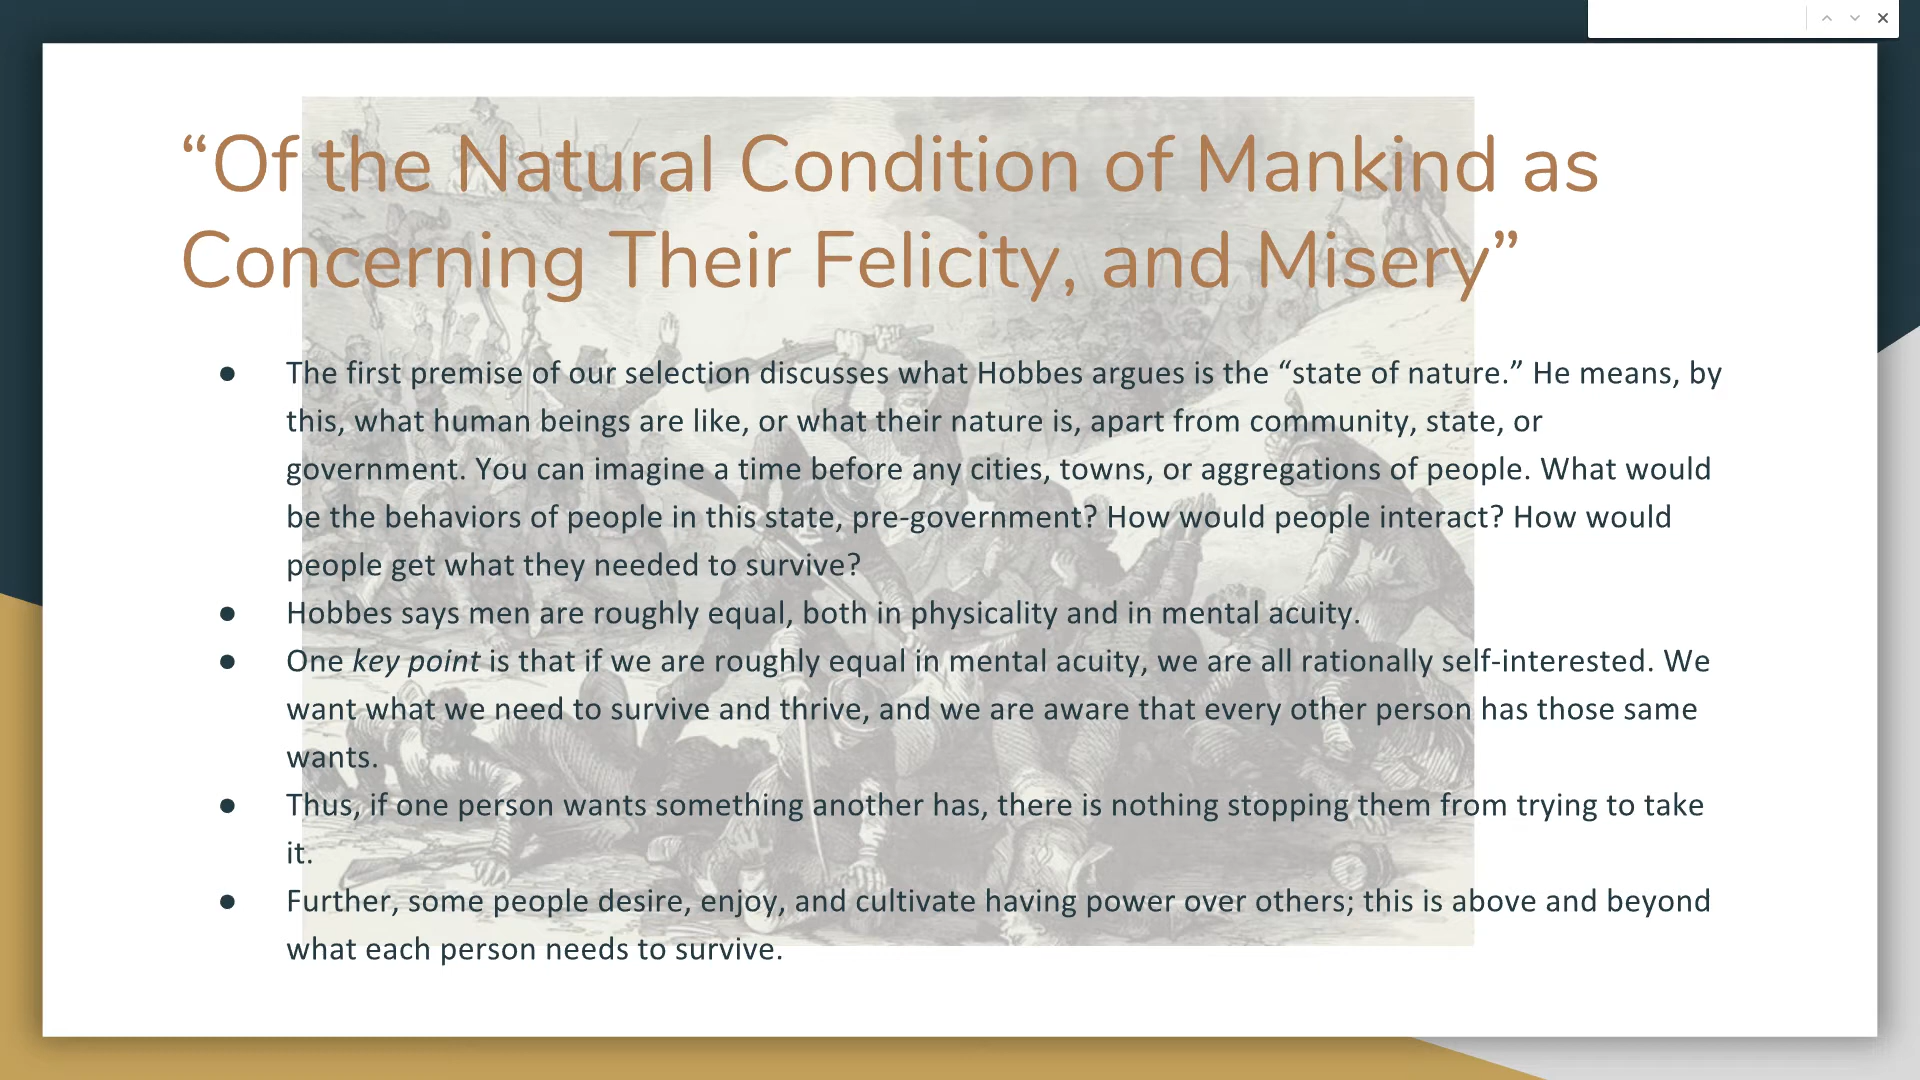 “Of the Natural Condition of Mankind as
Concerning Their Felicity, and Misery”
● The first premise of our selection discusses what Hobbes argues is the “state of nature.” He means, by
this, what human beings are like, or what their nature is, apart from community, state, or
government. You can imagine a time before any cities, towns, or aggregations of people. What would
be the behaviors of people in this state, pre-government? How would people interact? How would
people get what they needed to survive?
● Hobbes says men are roughly equal, both in physicality and in mental acuity.
● One key point is that if we are roughly equal in mental acuity, we are all rationally self-interested. We
want what we need to survive and thrive, and we are aware that every other person has those same
wants.
● Thus, if one person wants something another has, there is nothing stopping them from trying to take
it.
● Further, some people desire, enjoy, and cultivate having power over others; this is above and beyond
what each person needs to survive.